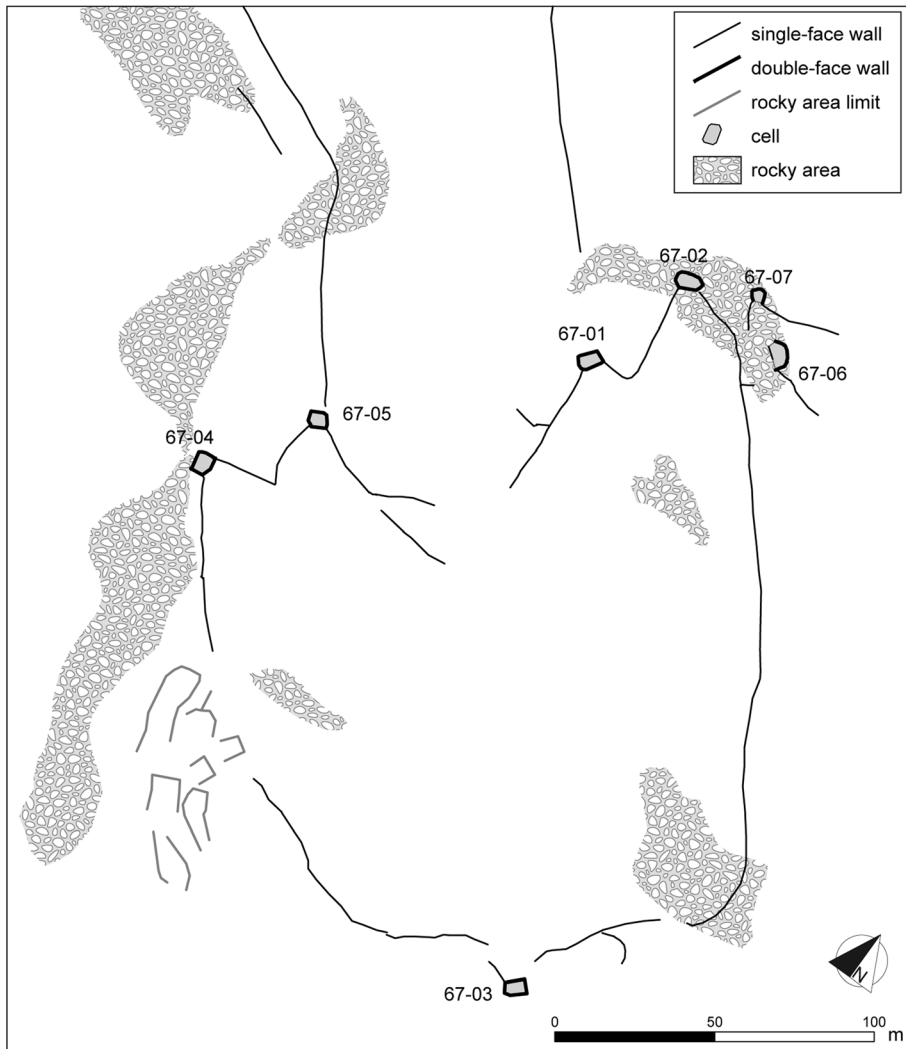 single-face wall
double-face wall
rocky area limit
cell
rocky area
67-02
67-07
67-01
67-06
67-05
67-04
67-03
N
0 50 100
m